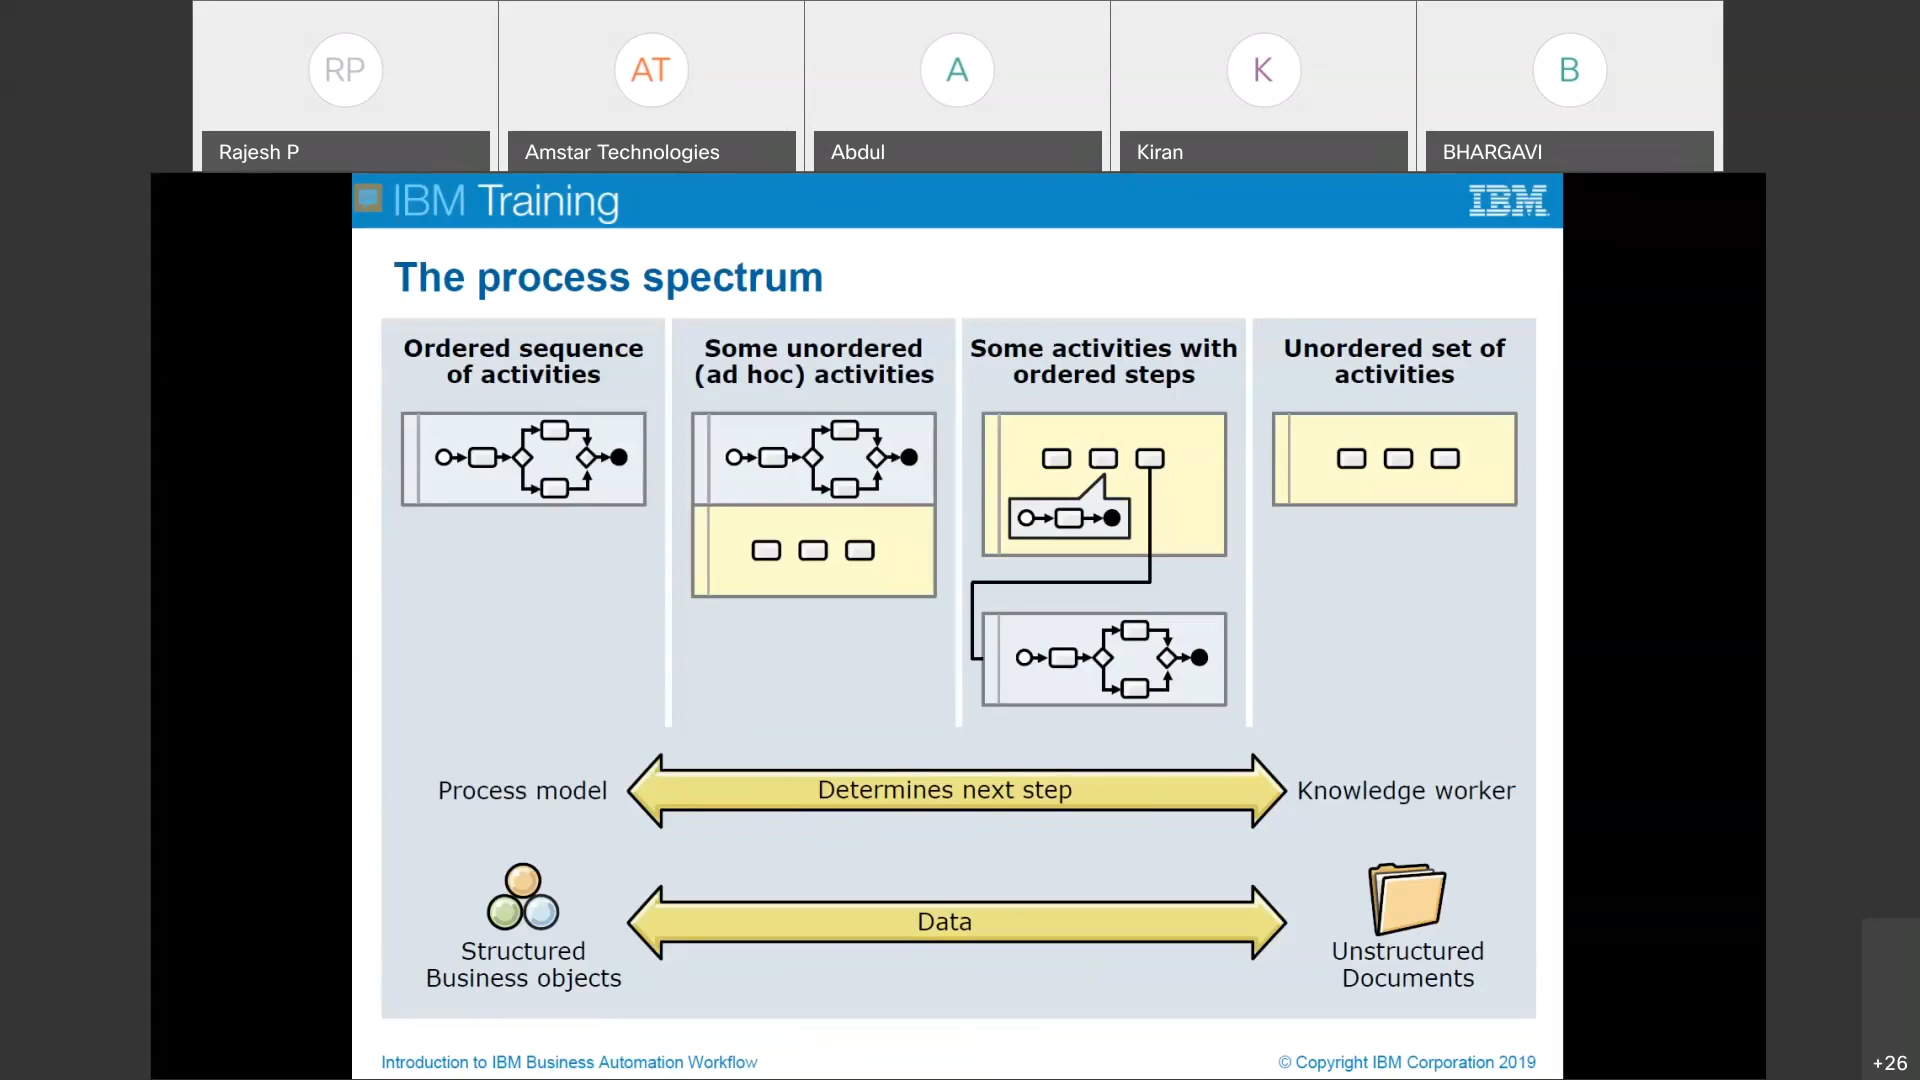 RP
AT
A
K
B
Rajesh P
Amstar Technologies
Abdul
Kiran
BHARGAVI
IBM Training
IBM
The process spectrum
Ordered sequence
of activities
Some unordered
(ad hoc) activities
Some activities with
ordered steps
Unordered set of
activities
Process model
Determines next step
Knowledge worker
Data
Structured
Business objects
Unstructured
Documents
Introduction to IBM Business Automation Workflow
© Copyright IBM Corporation 2019
+26